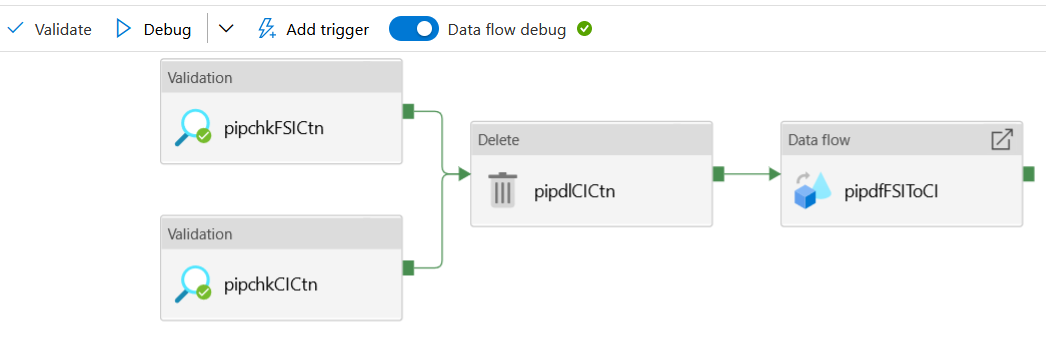 Validate Debug Add trigger Data flow debug
Validation
pipchkFSICtn
Delete
pipdlCICtn
Data flow
pipdfFSIToCI
Validation
pipchkCICtn